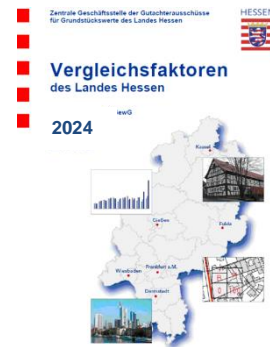 Zentrale Geschäftsstelle der Gutachterausschüsse
für Grundstückswerte des Landes Hessen
HESSEN
Vergleichsfaktoren
des Landes Hessen
iewG
2024
Kassel
Gießen
Fulda
Wiesbaden
Frankfurt a.M.
Darmstadt